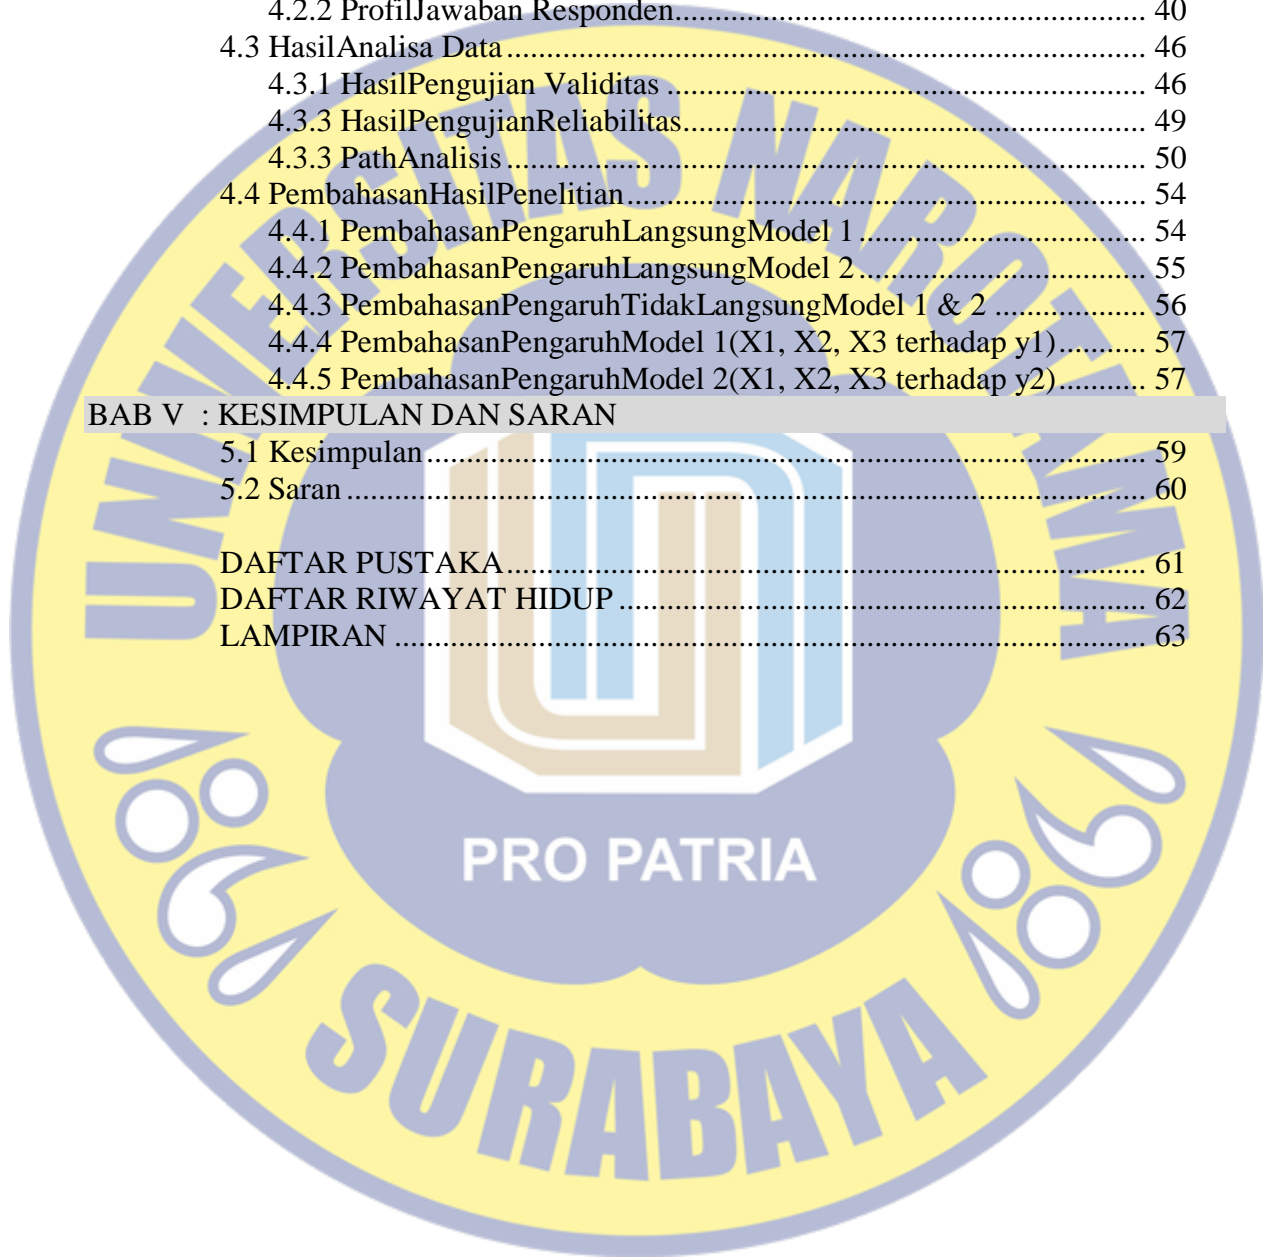 4.2.2 ProfilJawaban Responden........................................................ 40
4.3 HasilAnalisa Data............................................................................... 46
4.3.1 HasilPengujian Validitas .......................................................... 46
4.3.3 HasilPengujianReliabilitas........................................................ 49
4.3.3 PathAnalisis .............................................................................. 50
4.4 PembahasanHasilPenelitian................................................................ 54
4.4.1 PembahasanPengaruhLangsungModel 1 ................................... 54
4.4.2 PembahasanPengaruhLangsungModel 2 ................................... 55
4.4.3 PembahasanPengaruhTidakLangsungModel 1 & 2 ................... 56
4.4.4 PembahasanPengaruhModel 1(X1, X2, X3 terhadap y1)........... 57
4.4.5 PembahasanPengaruhModel 2(X1, X2, X3 terhadap y2)........... 57
BAB V : KESIMPULAN DAN SARAN
5.1 Kesimpulan......................................................................................... 59
5.2 Saran ................................................................................................... 60
DAFTAR PUSTAKA............................................................................... 61
DAFTAR RIWAYAT HIDUP .................................................................. 62
LAMPIRAN ............................................................................................. 63
UNIVERSITAS NAROTAMA
PRO PATRIA
SURABAYA